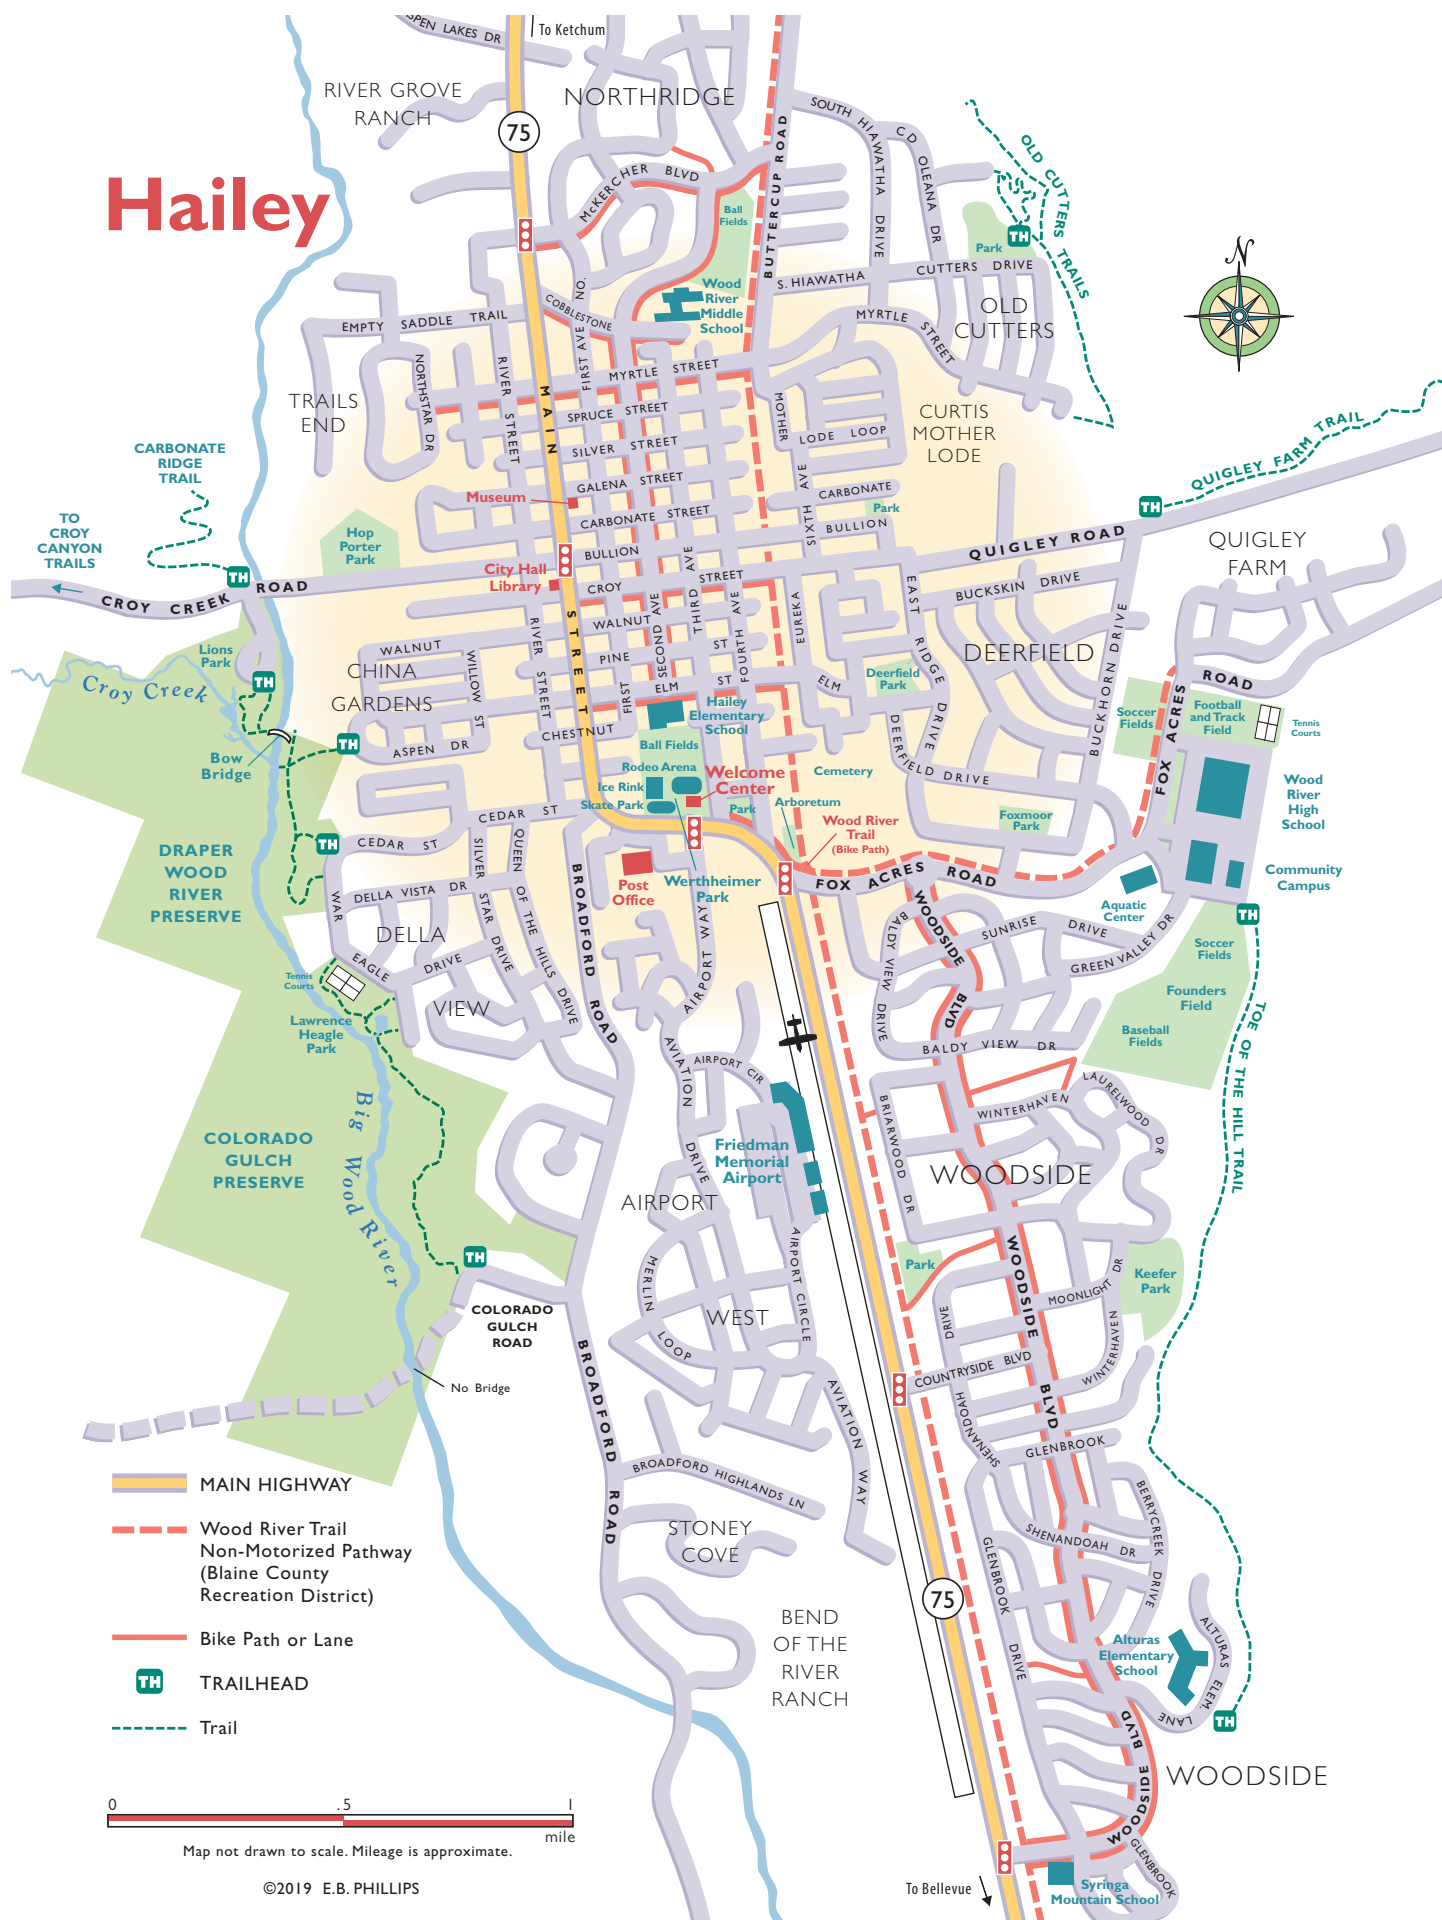 ASPEN LAKES DR
To Ketchum
RIVER GROVE
RANCH
NORTHRIDGE
75
SOUTH HIAWATHA DRIVE
CD OLEANA DR
OLD CUTTERS TRAILS
BUTTERCUP ROAD
McKERCHER BLVD
Hailey
Ball
Fields
TH
Park
N
S. HIAWATHA
CUTTERS DRIVE
Wood
River
Middle
School
OLD
CUTTERS
COBBLESTONE
FIRST AVE NO.
EMPTY SADDLE TRAIL
MYRTLE STREET
NORTHSTAR DR
RIVER STREET
MAIN STREET
MYRTLE STREET
TRAILS
END
SPRUCE STREET
MOTHER
LODE LOOP
CURTIS
MOTHER
LODE
SILVER STREET
CARBONATE
RIDGE
TRAIL
QUIGLEY FARM TRAIL
GALENA STREET
SIXTH AVE
CARBONATE
Park
Museum
CARBONATE STREET
BULLION
TH
TO
CROY
CANYON
TRAILS
Hop
Porter
Park
QUIGLEY ROAD
QUIGLEY
FARM
BULLION
City Hall
Library
TH
CROY CREEK ROAD
CROY STREET
BUCKSKIN DRIVE
EAST RIDGE DRIVE
BUCKHORN DRIVE
SECOND AVE
THIRD AVE
FOURTH AVE
EUREKA
WALNUT
RIVER STREET
WALNUT
WILLOW ST
PINE ST
DEERFIELD
Lions
Park
CHINA
GARDENS
TH
Croy Creek
FIRST
ELM ST
ELM
Deerfield
Park
FOX ACRES ROAD
Hailey
Elementary
School
Soccer
Fields
Football
and Track
Field
Tennis
Courts
CHESTNUT
ASPEN DR
TH
Bow
Bridge
Ball Fields
DEERFIELD DRIVE
Rodeo Arena
Welcome
Center
Cemetery
Ice Rink
Skate Park
Park
Arboretum
Wood
River
High
School
CEDAR ST
Wood River
Trail
(Bike Path)
Foxmoor
Park
TH
CEDAR ST
SILVER STAR DRIVE
QUEEN OF THE HILLS DRIVE
BROADFORD ROAD
DRAPER
WOOD
RIVER
PRESERVE
Post
Office
Werthheimer
Park
FOX ACRES ROAD
Community
Campus
Aquatic
Center
WAR EAGLE DRIVE
DELLA VISTA DR
DELLA
VIEW
AIRPORT WAY
BALDY VIEW DRIVE
WOODSIDE BLVD
SUNRISE DRIVE
GREEN VALLEY DR
TH
Soccer
Fields
Founders
Field
Baseball
Fields
Tennis
Courts
Lawrence
Heagle
Park
TOE OF THE HILL TRAIL
AVIATION DRIVE
AIRPORT CIR
BALDY VIEW DR
BRIARWOOD DR
WINTERHAVEN
LAURELWOOD DR
Big Wood River
COLORADO
GULCH
PRESERVE
Friedman
Memorial
Airport
WOODSIDE
AIRPORT
WEST
AIRPORT CIRCLE
MERLIN LOOP
TH
COLORADO
GULCH
ROAD
Park
WOODSIDE BLVD
MOONLIGHT DR
Keefer
Park
WINTERHAVEN
SHENANDOAH DRIVE
COUNTRYSIDE BLVD
BROADFORD ROAD
AVIATION WAY
No Bridge
GLENBROOK
BROADFORD HIGHLANDS LN
BERRYCREEK DRIVE
SHENANDOAH DR
GLENBROOK DRIVE
STONEY
COVE
MAIN HIGHWAY
Wood River Trail
Non-Motorized Pathway
(Blaine County
Recreation District)
75
Bike Path or Lane
BEND
OF THE
RIVER
RANCH
Alturas
Elementary
School
ALTURAS ELEM. LANE
TH
TRAILHEAD
Trail
TH
WOODSIDE BLVD
WOODSIDE
0 .5 1
mile
Map not drawn to scale. Mileage is approximate.
©2019 E.B. PHILLIPS
GLENBROOK
To Bellevue
Syringa
Mountain School